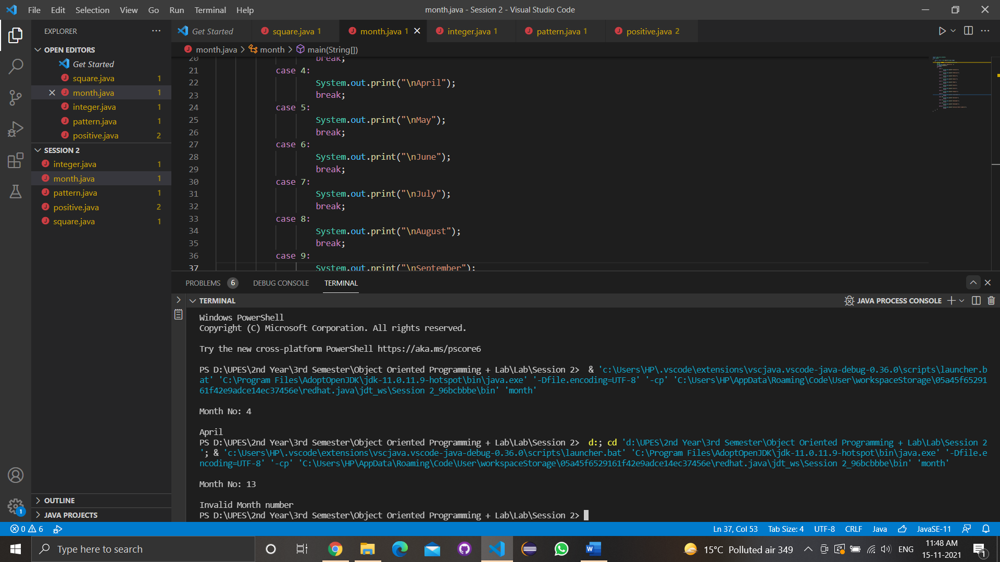 File Edit Selection View Go Run Terminal Help
month.java - Session 2 - Visual Studio Code
EXPLORER
OPEN EDITORS
Get Started
square.java 1
month.java 1
integer.java 1
pattern.java 1
positive.java 2
SESSION 2
integer.java 1
month.java 1
pattern.java 1
positive.java 2
square.java 1
OUTLINE
JAVA PROJECTS
Get Started square.java 1 month.java 1 integer.java 1 pattern.java 1 positive.java 2
month.java > month > main(String[])
20 break;
21 case 4:
22 System.out.print("\nApril");
23 break;
24 case 5:
25 System.out.print("\nMay");
26 break;
27 case 6:
28 System.out.print("\nJune");
29 break;
30 case 7:
31 System.out.print("\nJuly");
32 break;
33 case 8:
34 System.out.print("\nAugust");
35 break;
36 case 9:
37 System.out.print("\nSeptember");
PROBLEMS 6 DEBUG CONSOLE TERMINAL
TERMINAL
JAVA PROCESS CONSOLE
Windows PowerShell
Copyright (C) Microsoft Corporation. All rights reserved.
Try the new cross-platform PowerShell https://aka.ms/pscore6
PS D:\UPES\2nd Year\3rd Semester\Object Oriented Programming + Lab\Lab\Session 2>  & 'c:\Users\HP\.vscode\extensions\vscjava.vscode-java-debug-0.36.0\scripts\launcher.b
at' 'C:\Program Files\AdoptOpenJDK\jdk-11.0.11.9-hotspot\bin\java.exe' '-Dfile.encoding=UTF-8' '-cp' 'C:\Users\HP\AppData\Roaming\Code\User\workspaceStorage\05a45f65291
61f42e9adce14ec37456e\redhat.java\jdt_ws\Session 2_96bcbbbe\bin' 'month'
Month No: 4
April
PS D:\UPES\2nd Year\3rd Semester\Object Oriented Programming + Lab\Lab\Session 2>  d:; cd 'd:\UPES\2nd Year\3rd Semester\Object Oriented Programming + Lab\Lab\Session 2
'; & 'c:\Users\HP\.vscode\extensions\vscjava.vscode-java-debug-0.36.0\scripts\launcher.bat' 'C:\Program Files\AdoptOpenJDK\jdk-11.0.11.9-hotspot\bin\java.exe' '-Dfile.e
ncoding=UTF-8' '-cp' 'C:\Users\HP\AppData\Roaming\Code\User\workspaceStorage\05a45f6529161f42e9adce14ec37456e\redhat.java\jdt_ws\Session 2_96bcbbbe\bin' 'month'
Month No: 13
Invalid Month number
PS D:\UPES\2nd Year\3rd Semester\Object Oriented Programming + Lab\Lab\Session 2>
1
0 6
Ln 37, Col 53 Tab Size: 4 UTF-8 CRLF Java JavaSE-11
Type here to search
15°C Polluted air 349
ENG
11:48 AM
15-11-2021
1